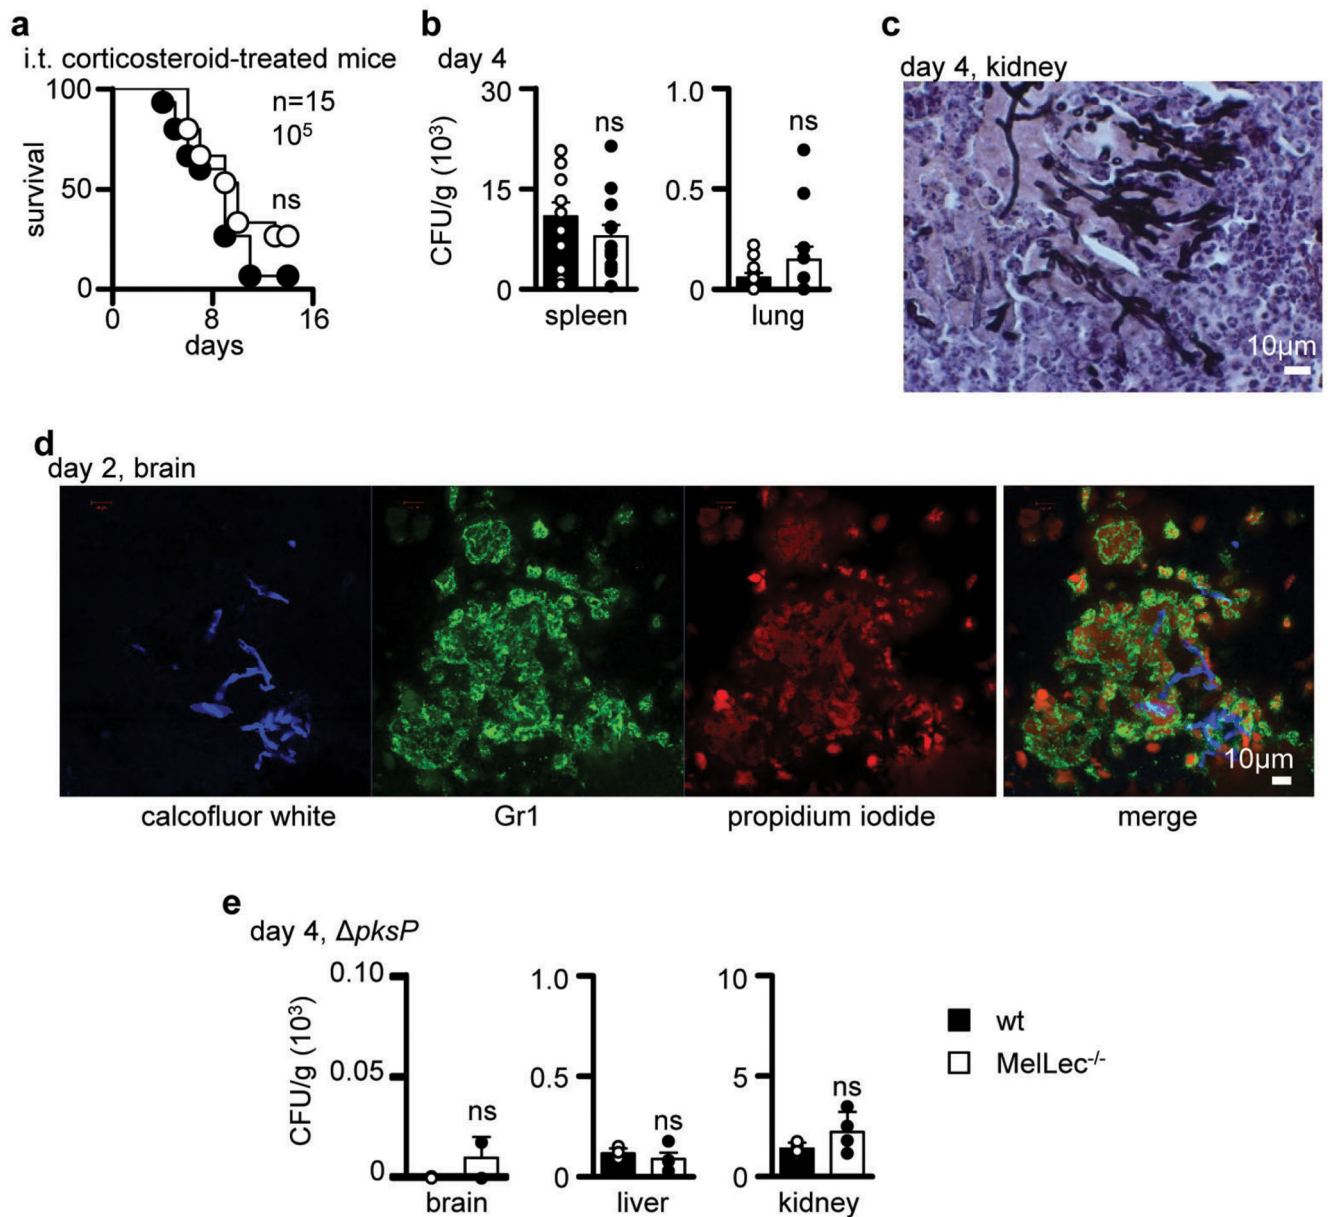 a
i.t. corticosteroid-treated mice
100
50
0
survival
n=15
10⁵
ns
0 8 16
days
b
day 4
CFU/g (10³)
30
15
0
ns
spleen
1.0
0.5
0
ns
lung
c
day 4, kidney
10µm
d
day 2, brain
10µm
calcofluor white Gr1 propidium iodide merge
e
day 4, ΔpksP
CFU/g (10³)
0.10
0.05
0
ns
brain
1.0
0.5
0
ns
liver
10
5
0
ns
kidney
wt
MelLec⁻/⁻